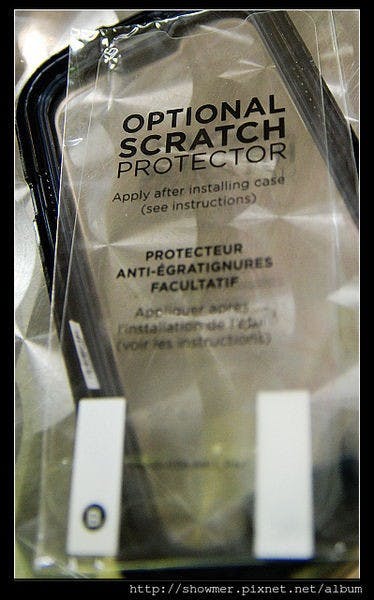 OPTIONAL
SCRATCH
PROTECTOR
Apply after installing case
(see instructions)
PROTECTEUR
ANTI-ÉGRATIGNURES
FACULTATIF
Appliquer après
l'installation de l'étui
(voir les instructions)
B
http://showmer.pixnet.net/album